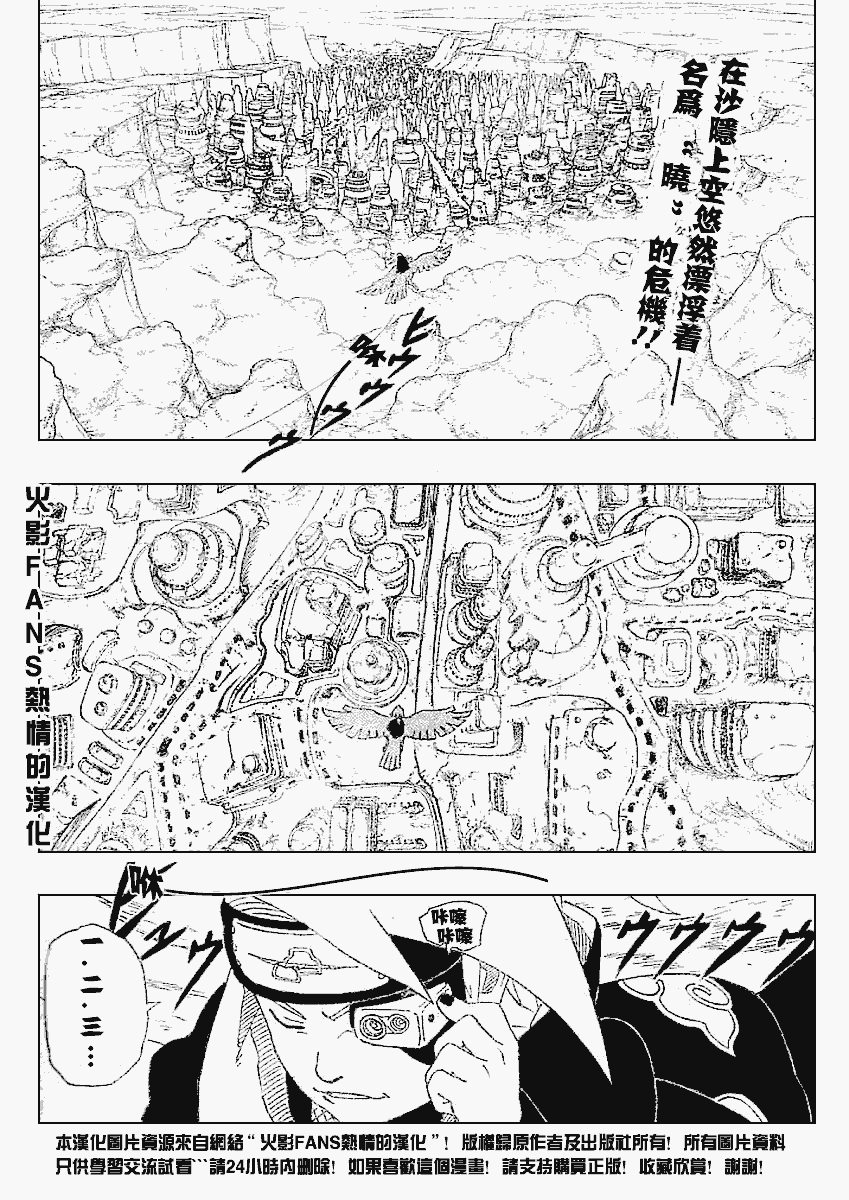 在沙隱上空悠然漂浮着——
名爲“曉”的危機!!
咻
ヒュウウウ
火影FANS熱情的漢化
咻
ウウ
咔嚓
咔嚓
ウウウウ
一.二.三…
本漢化圖片資源來自網絡“火影FANS熱情的漢化”！版權歸原作者及出版社所有！所有圖片資料
只供學習交流試看```請24小時內刪除！如果喜歡這個漫畫！請支持購買正版！收藏欣賞！謝謝！